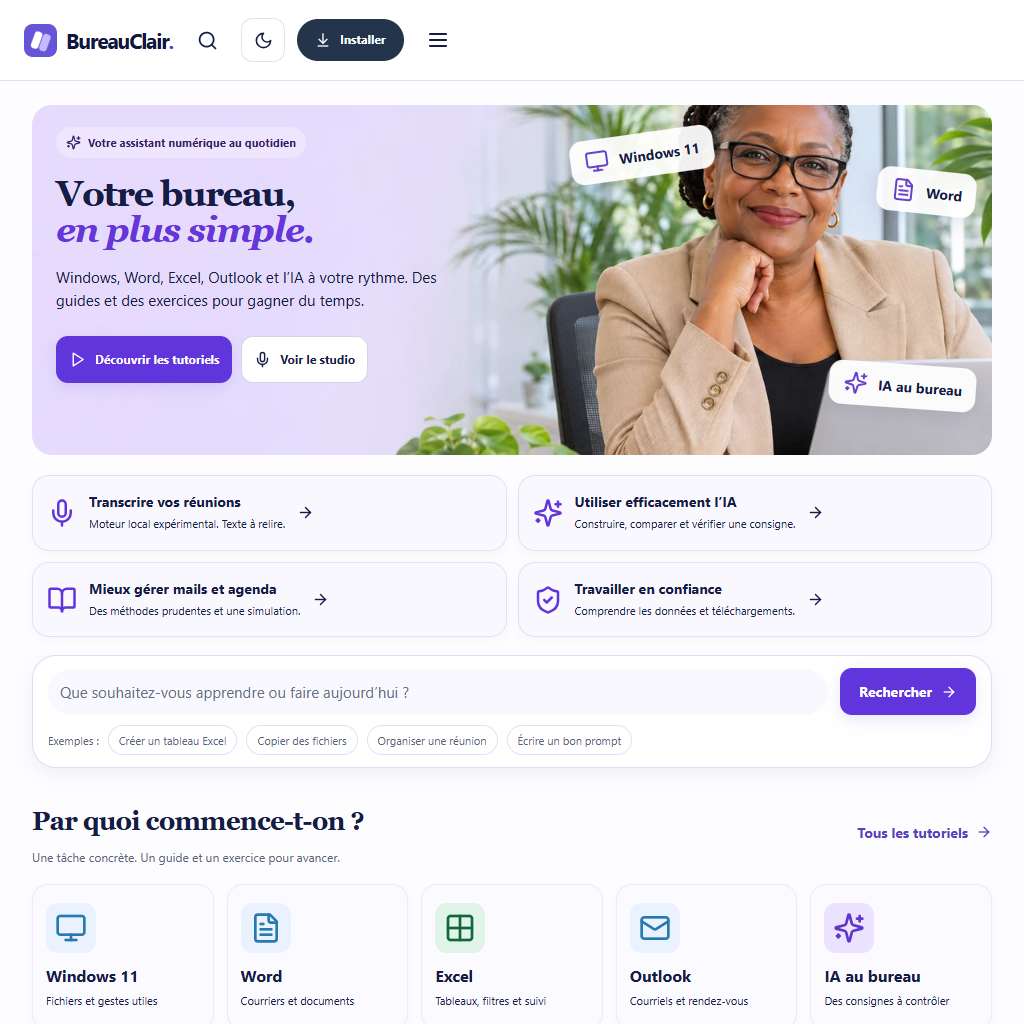 BureauClair.
Installer
Votre assistant numérique au quotidien
Votre bureau,
en plus simple.
Windows, Word, Excel, Outlook et l’IA à votre rythme. Des
guides et des exercices pour gagner du temps.
Découvrir les tutoriels
Voir le studio
Windows 11
Word
IA au bureau
Transcrire vos réunions
Moteur local expérimental. Texte à relire.
Utiliser efficacement l’IA
Construire, comparer et vérifier une consigne.
Mieux gérer mails et agenda
Des méthodes prudentes et une simulation.
Travailler en confiance
Comprendre les données et téléchargements.
Que souhaitez-vous apprendre ou faire aujourd’hui ?
Rechercher
Exemples :
Créer un tableau Excel
Copier des fichiers
Organiser une réunion
Écrire un bon prompt
Par quoi commence-t-on ?
Tous les tutoriels
Une tâche concrète. Un guide et un exercice pour avancer.
Windows 11
Fichiers et gestes utiles
Word
Courriers et documents
Excel
Tableaux, filtres et suivi
Outlook
Courriels et rendez-vous
IA au bureau
Des consignes à contrôler